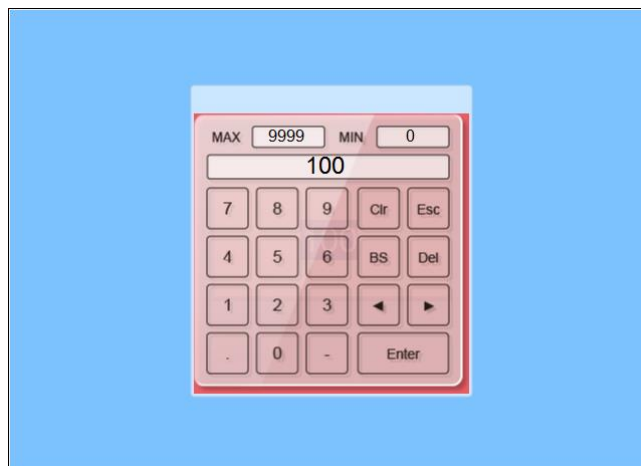 MAX 9999 MIN 0
100
7 8 9 Clr Esc
4 5 6 BS Del
1 2 3 ◄ ►
. 0 - Enter